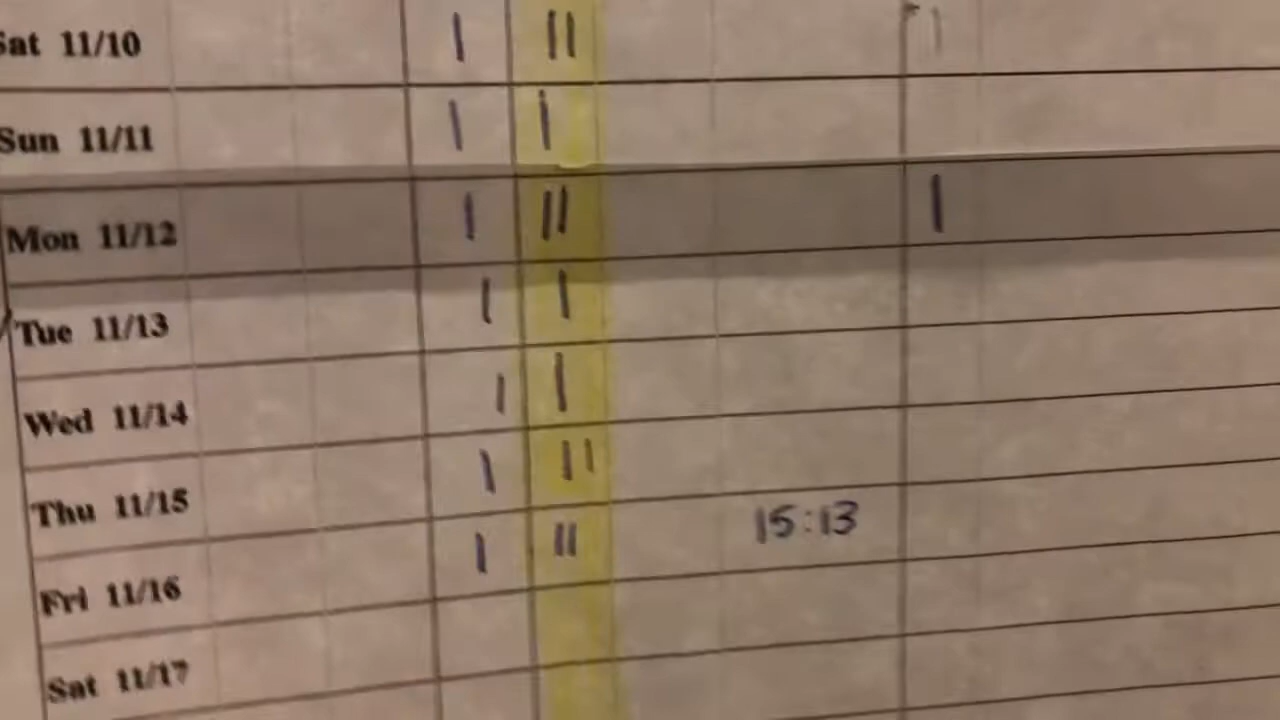 Sat 11/10 | ||
Sun 11/11 | |
Mon 11/12 | || |
Tue 11/13 | |
Wed 11/14 | |
Thu 11/15 | ||
Fri 11/16 | || 15:13
Sat 11/17